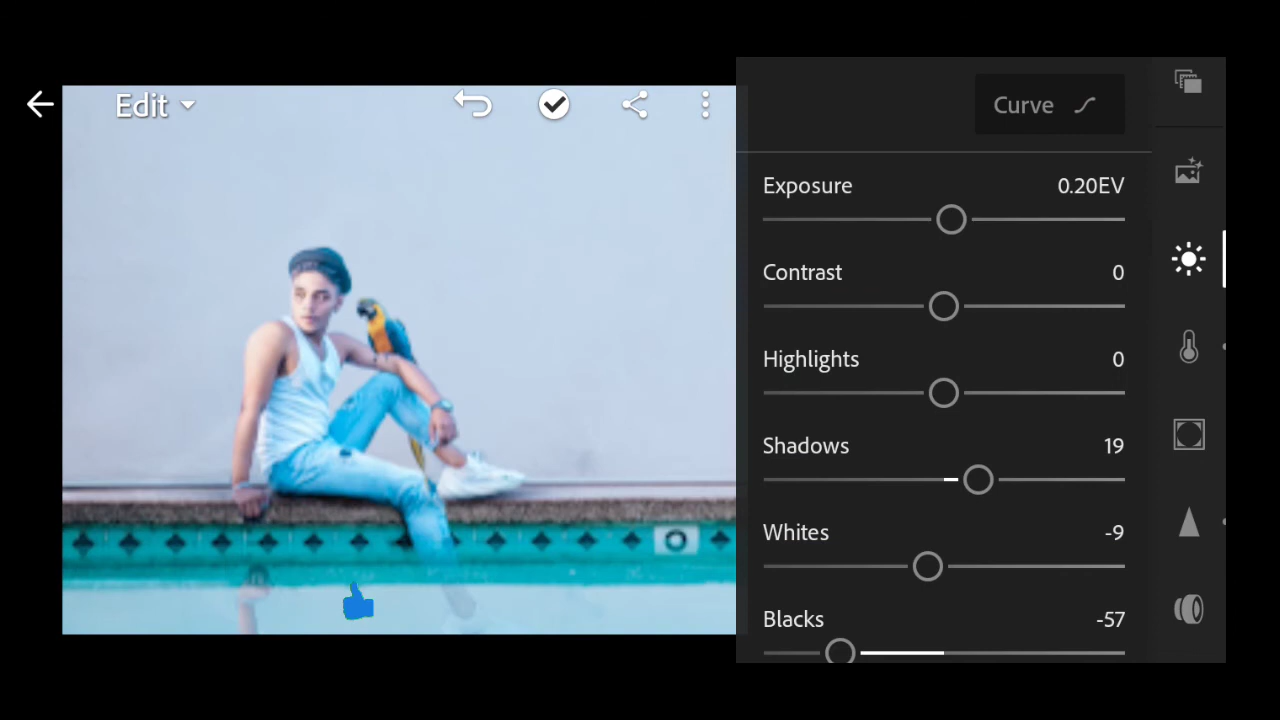 Edit
Curve
Exposure 0.20EV
Contrast 0
Highlights 0
Shadows 19
Whites -9
Blacks -57